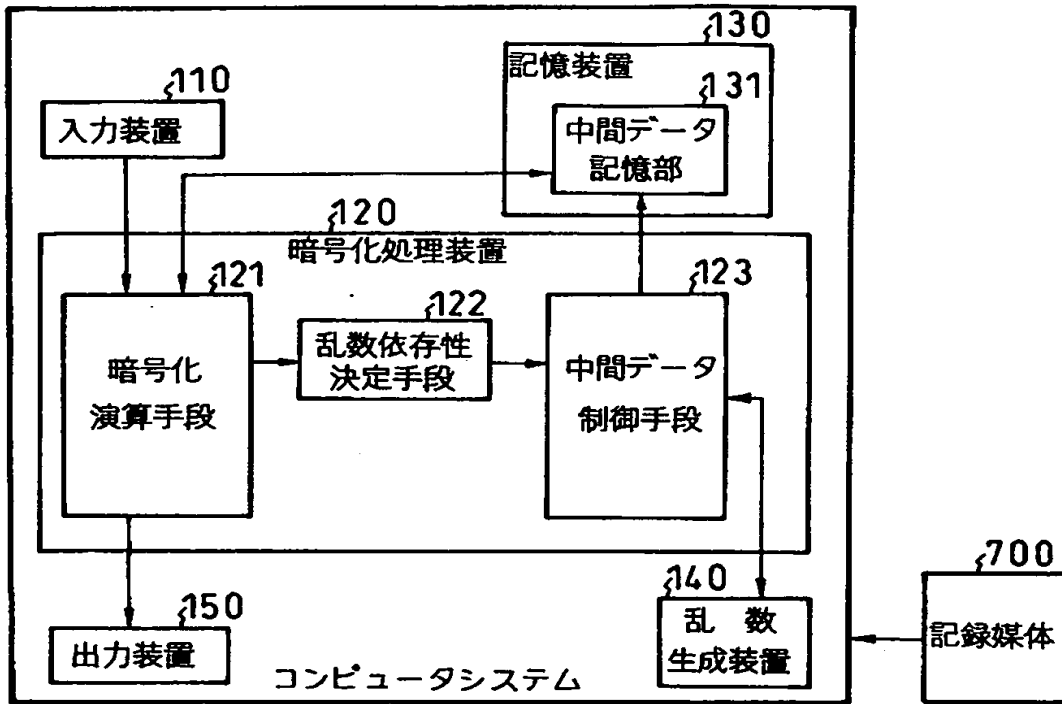 130
記憶装置
110
131
入力装置
中間データ
記憶部
120
暗号化処理装置
121
123
122
暗号化
演算手段
乱数依存性
決定手段
中間データ
制御手段
700
記録媒体
150
出力装置
140
乱 数
生成装置
コンピュータシステム